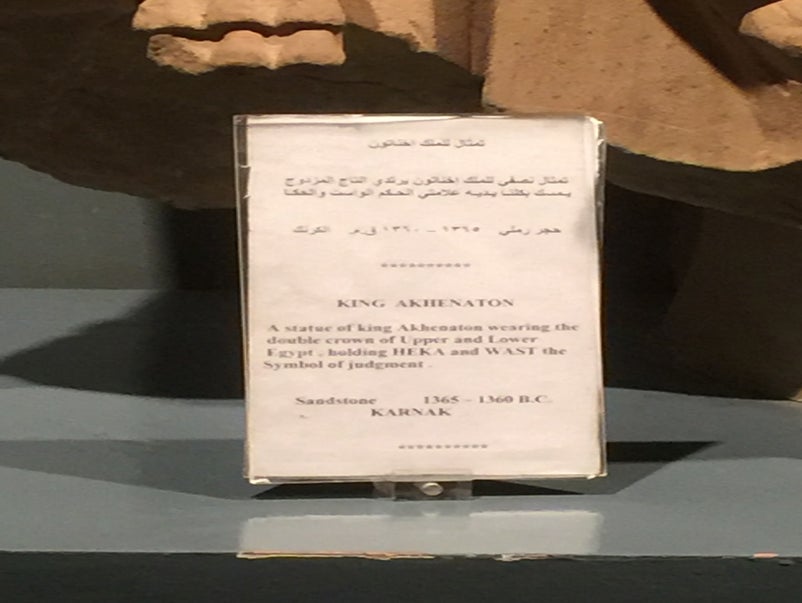 تمثال للملك اخناتون
تمثال نصفي للملك اخناتون يرتدي التاج المزدوج
يمسك بكلتا يديه علامتي الحكم الواست والحكا
حجر رملي ١٣٦٥ – ١٣٦٠ ق.م الكرنك
**********
KING AKHENATON
A statue of king Akhenaton wearing the
double crown of Upper and Lower
Egypt , holding HEKA and WAST the
Symbol of judgment .
Sandstone 1365 – 1360 B.C.
KARNAK
**********